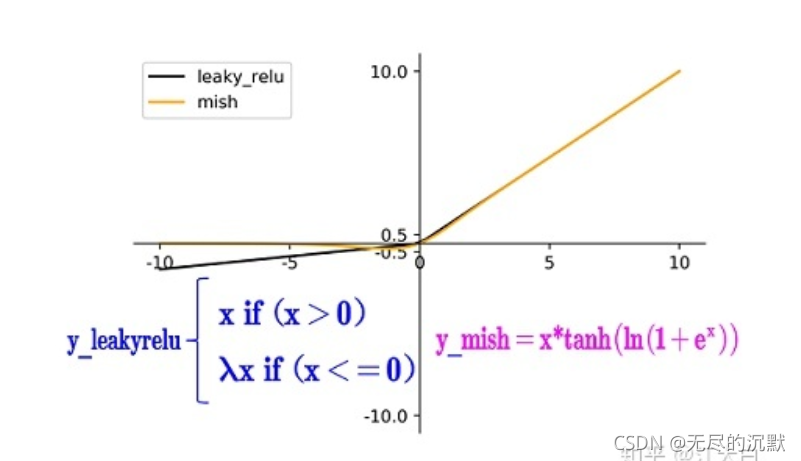 leaky_relu
mish
10.0
0.5
-0.5
-10
-5
0
5
10
-10.0
y_leakyrelu
x if (x>0)
λx if (x<=0)
y_mish=x*tanh(ln(1+eˣ))
CSDN @无尽的沉默